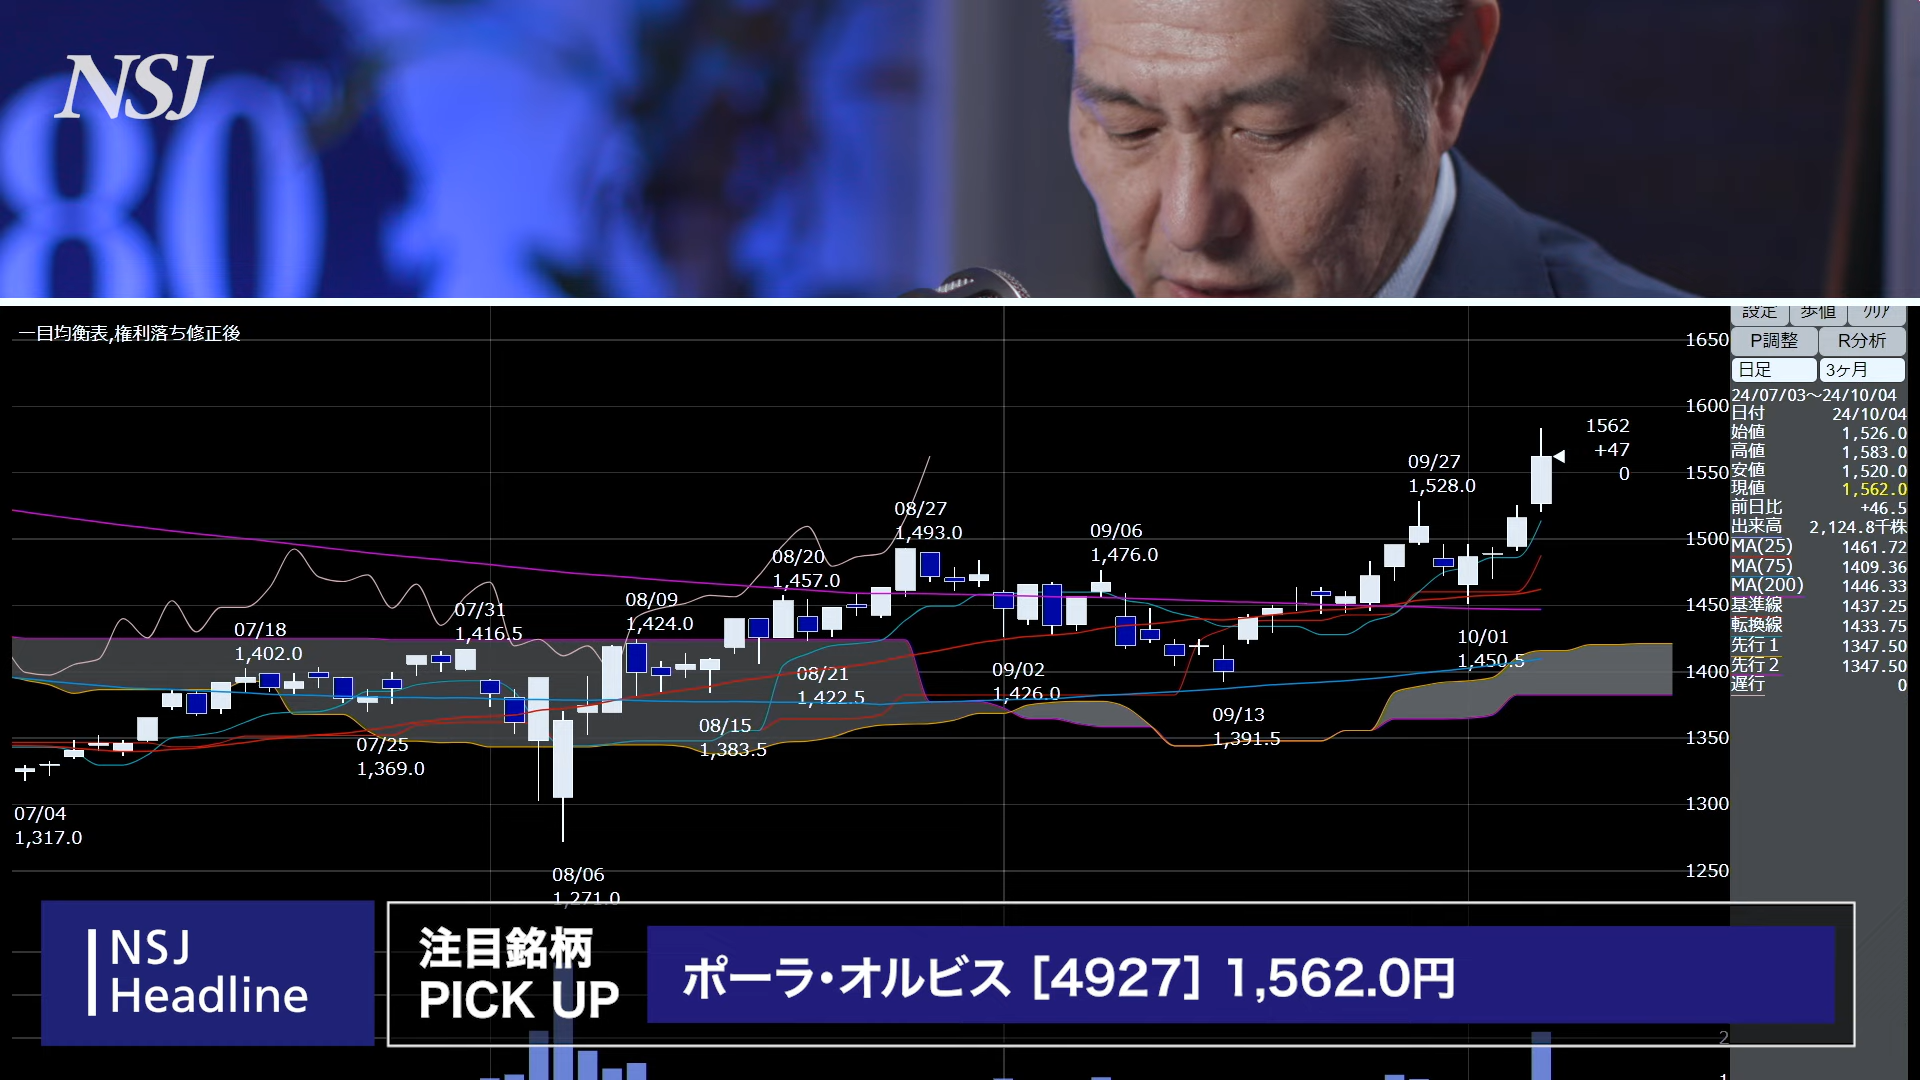 NSJ
80
一目均衡表,権利落ち修正後
設定 歩値 クリア
P調整 R分析
日足 3ヶ月
24/07/03～24/10/04
日付 24/10/04
始値 1,526.0
高値 1,583.0
安値 1,520.0
現値 1,562.0
前日比 +46.5
出来高 2,124.8千株
MA(25) 1461.72
MA(75) 1409.36
MA(200) 1446.33
基準線 1437.25
転換線 1433.75
先行1 1347.50
先行2 1347.50
遅行 0
1650
1600
1550
1500
1450
1400
1350
1300
1250
2
1
1562
+47
0
07/04
1,317.0
07/18
1,402.0
07/25
1,369.0
07/31
1,416.5
08/06
1,271.0
08/09
1,424.0
08/15
1,383.5
08/20
1,457.0
08/21
1,422.5
08/27
1,493.0
09/02
1,426.0
09/06
1,476.0
09/13
1,391.5
09/27
1,528.0
10/01
1,450.5
NSJ
Headline
注目銘柄
PICK UP
ポーラ・オルビス [4927] 1,562.0円